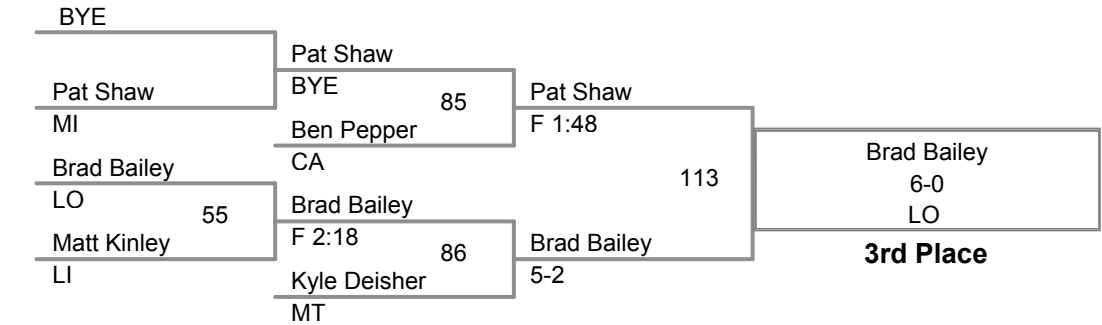 BYE
Pat Shaw
MI
Brad Bailey
LO
55
Matt Kinley
LI
Pat Shaw
BYE
85
Ben Pepper
CA
Brad Bailey
F 2:18
86
Kyle Deisher
MT
Pat Shaw
F 1:48
113
Brad Bailey
5-2
Brad Bailey
6-0
LO
3rd Place